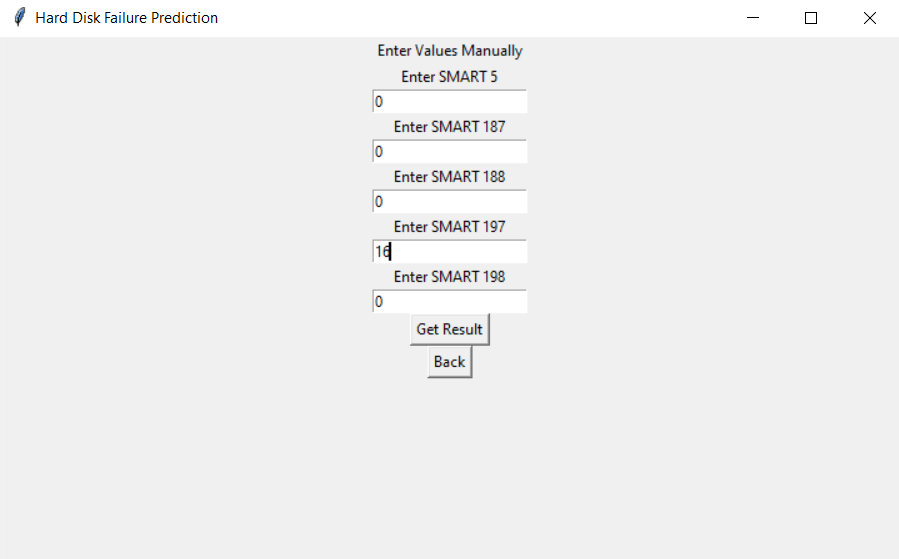 Hard Disk Failure Prediction
Enter Values Manually
Enter SMART 5
0
Enter SMART 187
0
Enter SMART 188
0
Enter SMART 197
16
Enter SMART 198
0
Get Result
Back